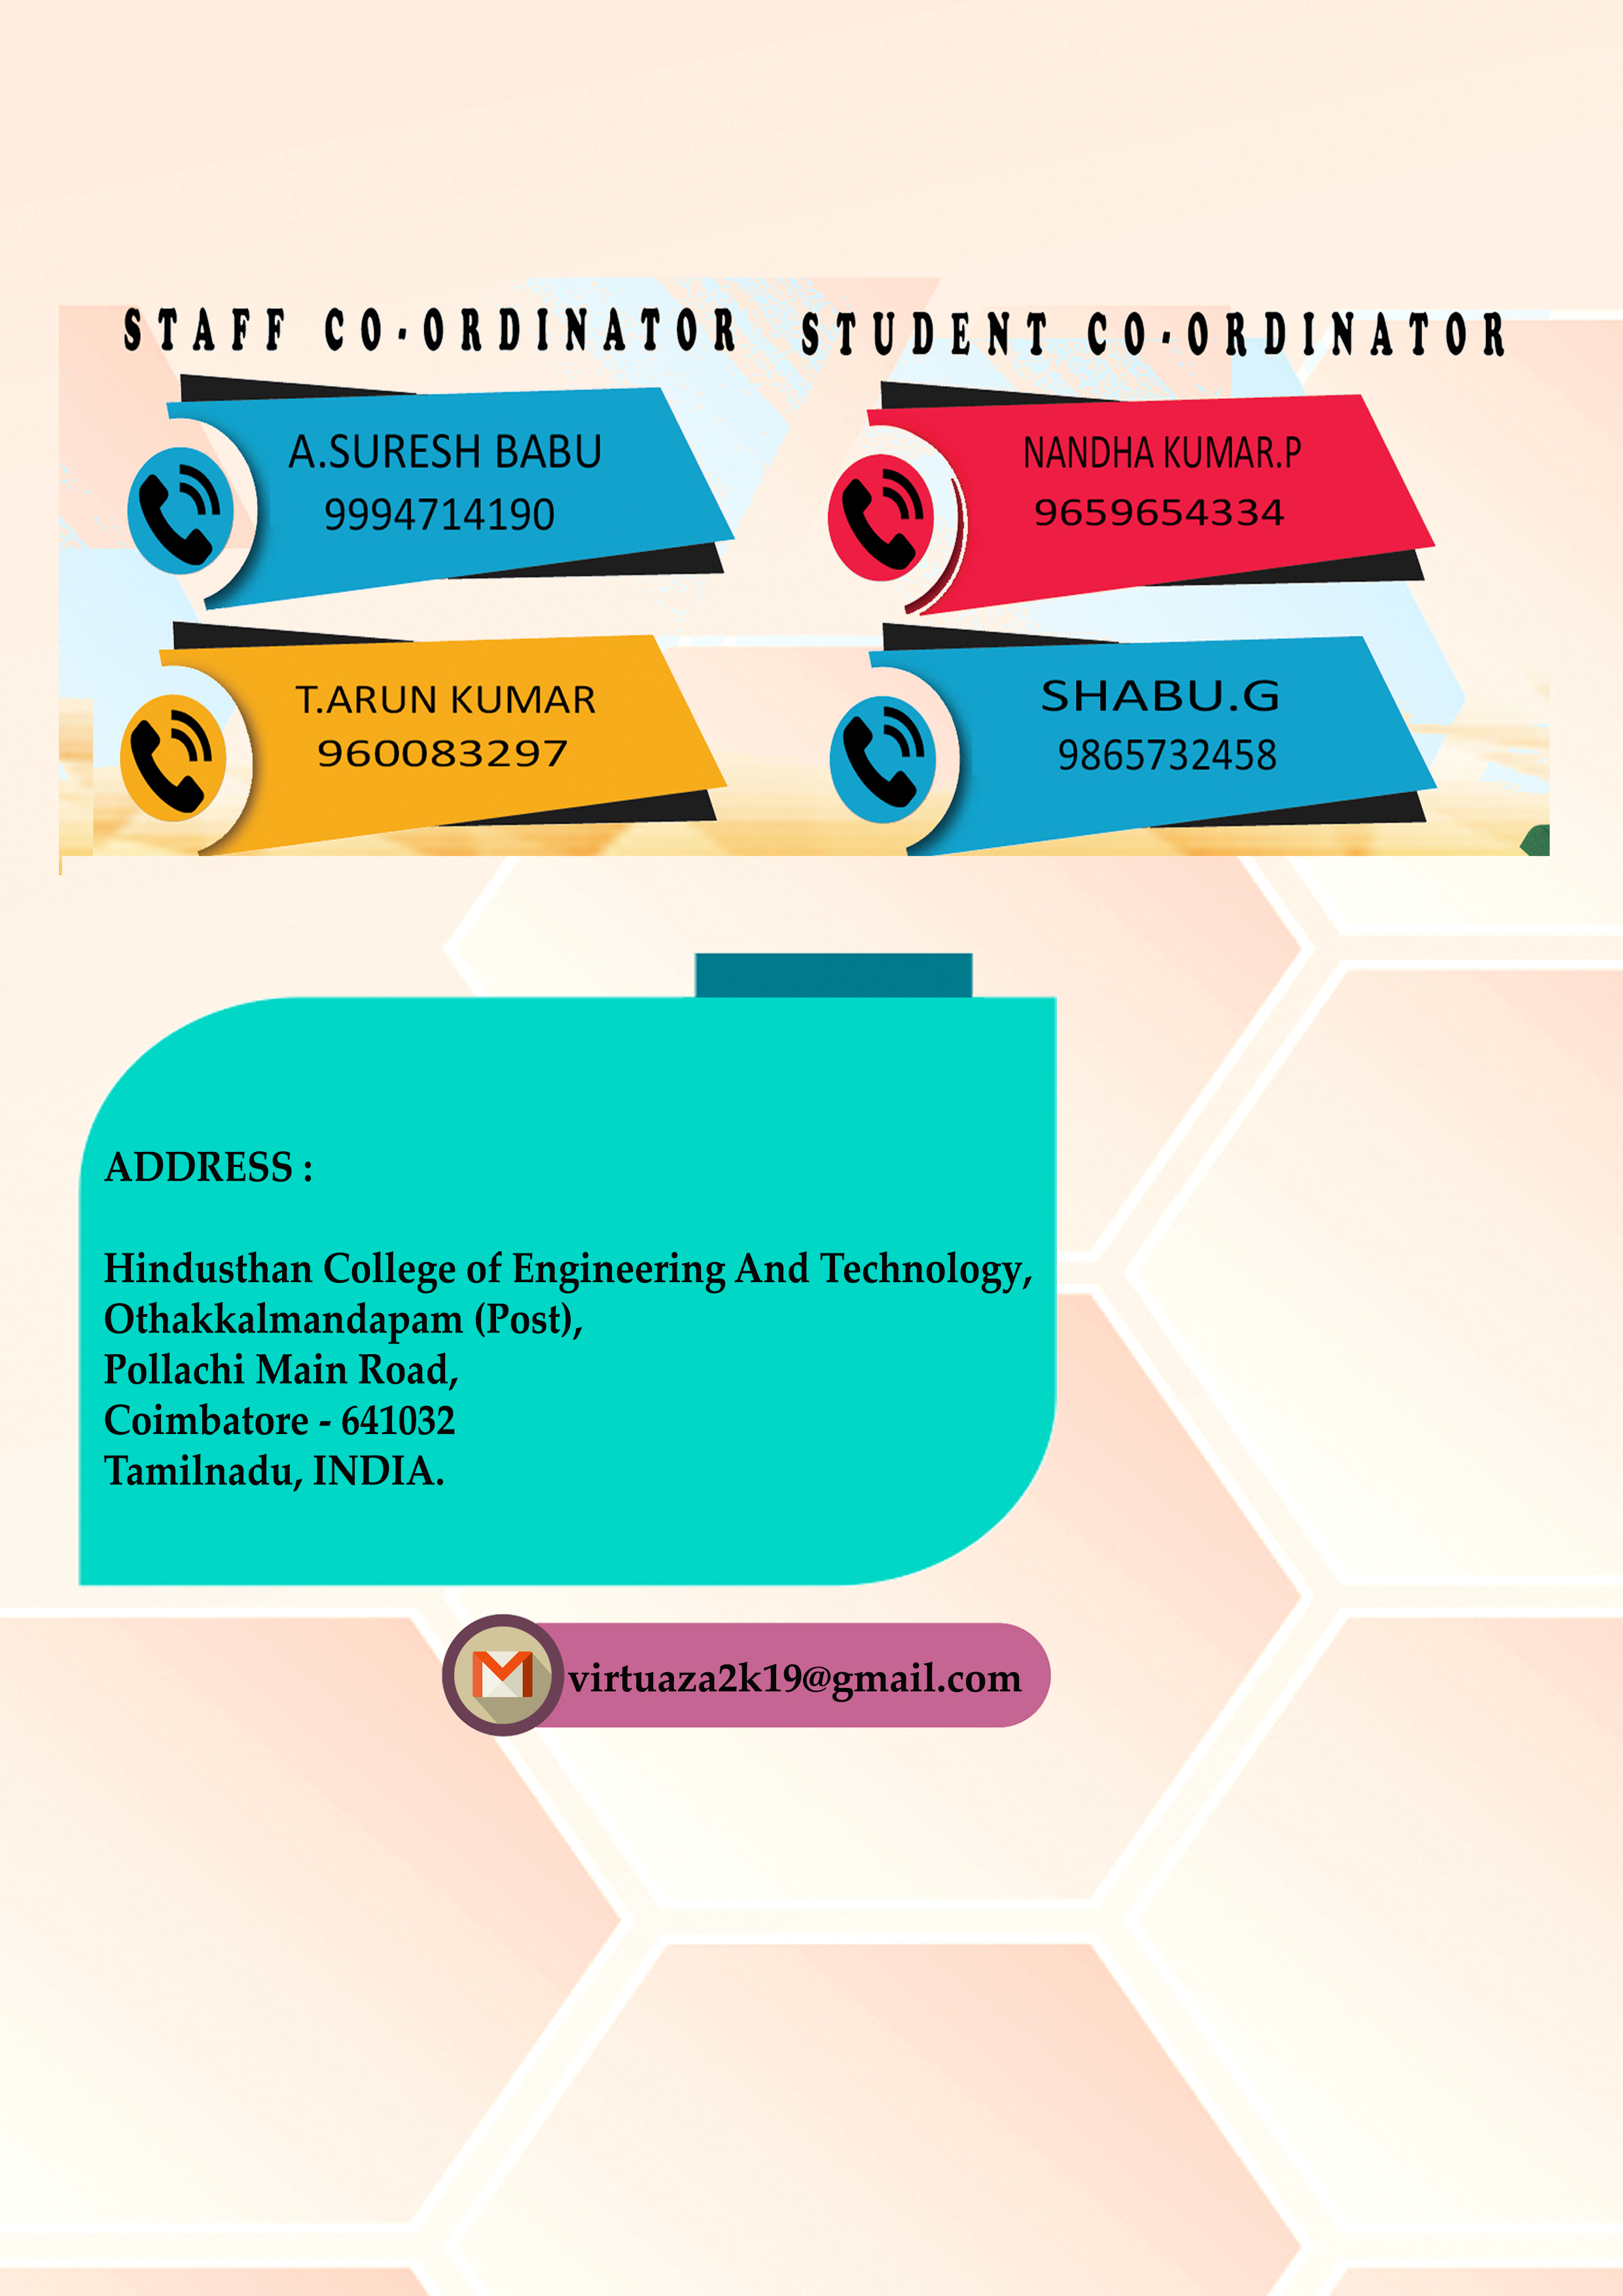 STAFF CO-ORDINATOR
A.SURESH BABU
9994714190
T.ARUN KUMAR
960083297
STUDENT CO-ORDINATOR
NANDHA KUMAR.P
9659654334
SHABU.G
9865732458
ADDRESS :
Hindusthan College of Engineering And Technology,
Othakkalmandapam (Post),
Pollachi Main Road,
Coimbatore - 641032
Tamilnadu, INDIA.
virtuaza2k19@gmail.com